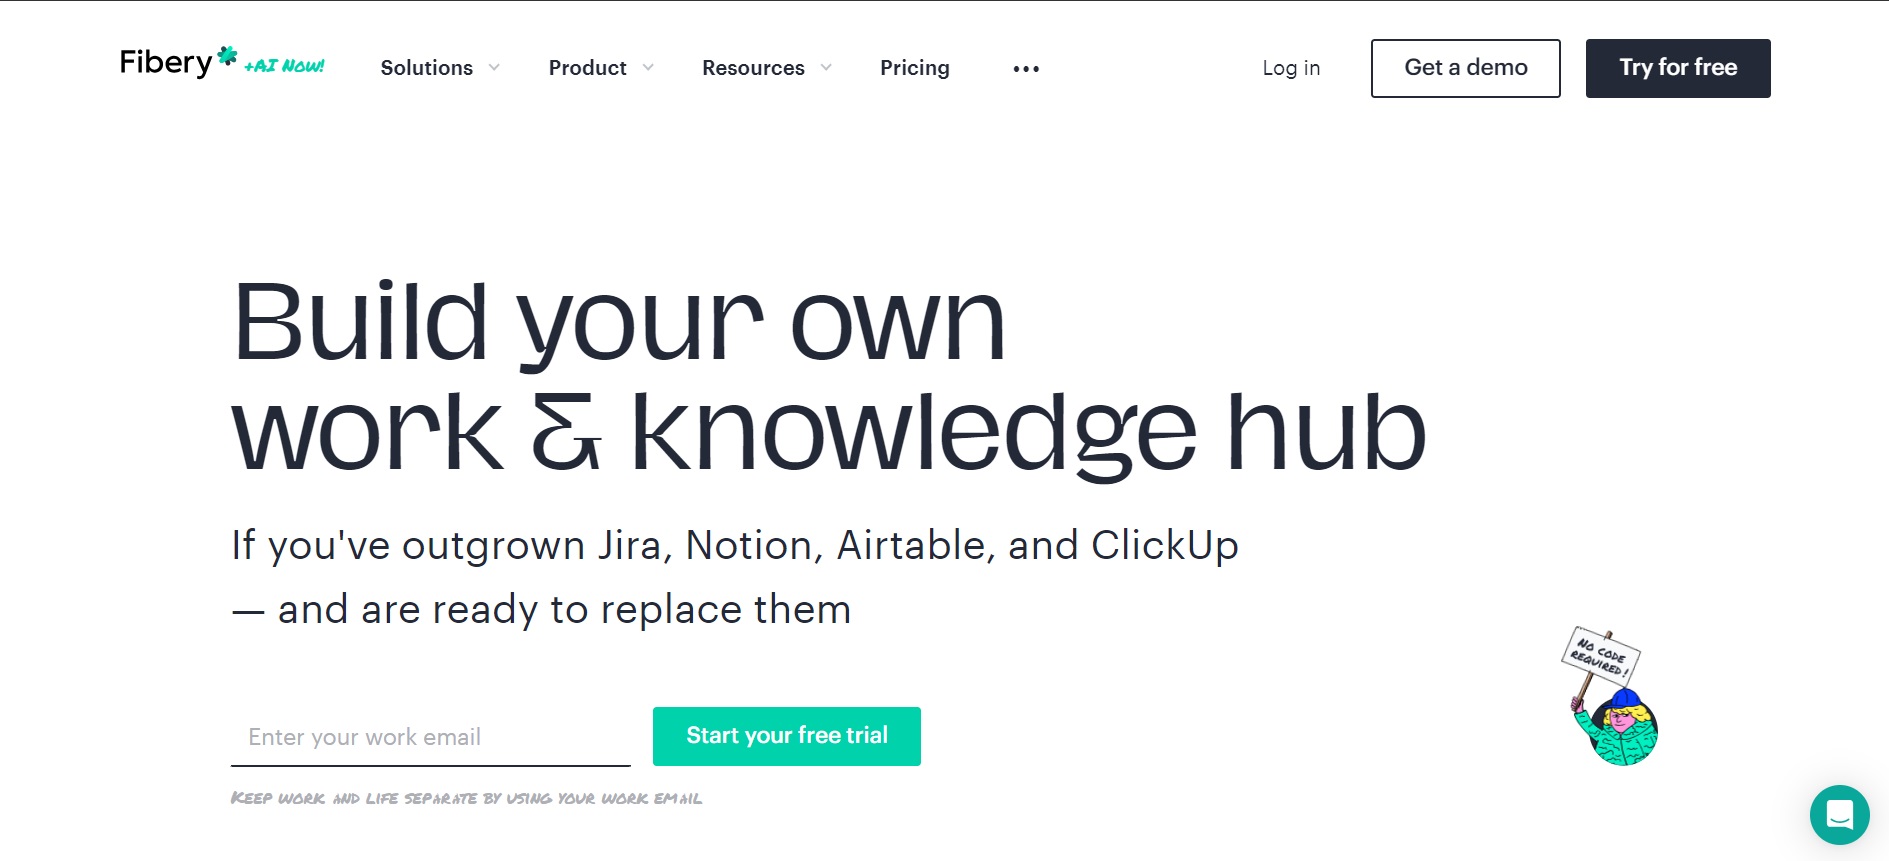 Fibery +AI Now!
Solutions
Product
Resources
Pricing
Log in
Get a demo
Try for free
Build your own
work & knowledge hub
If you've outgrown Jira, Notion, Airtable, and ClickUp
— and are ready to replace them
NO CODE
REQUIRED!
Enter your work email
Start your free trial
Keep work and life separate by using your work email